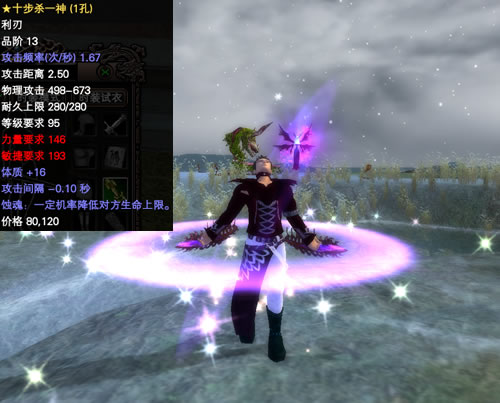 ★十步杀一神 (1孔)
利刃
品阶 13
攻击频率(次/秒) 1.67
攻击距离 2.50
物理攻击 498-673
耐久上限 280/280
等级要求 95
力量要求 146
敏捷要求 193
体质 +16
攻击间隔 -0.10 秒
蚀魂: 一定机率降低对方生命上限。
价格 80,120